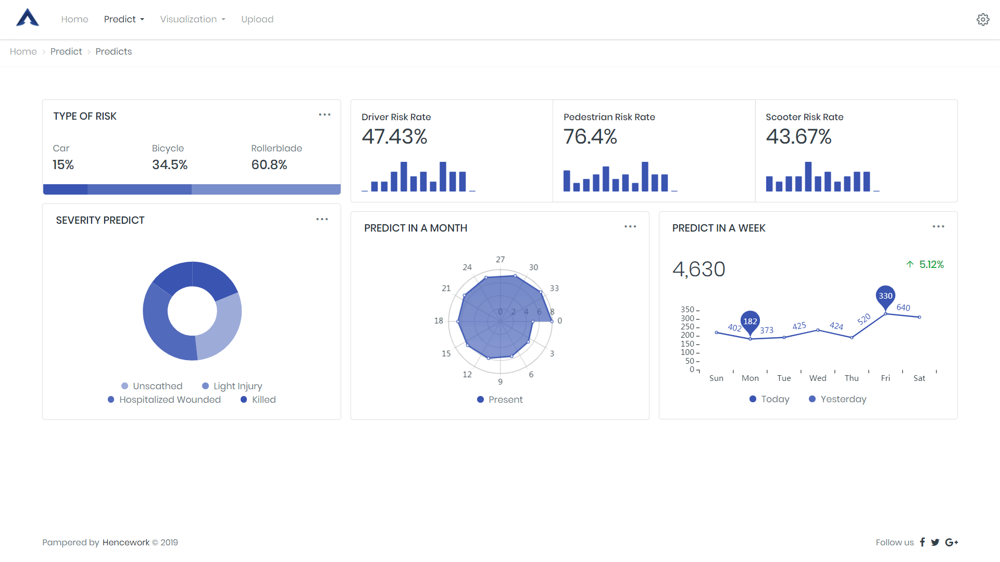 Home Predict Visualization Upload
Home > Predict > Predicts
TYPE OF RISK
Car Bicycle Rollerblade
15% 34.5% 60.8%
Driver Risk Rate
47.43%
Pedestrian Risk Rate
76.4%
Scooter Risk Rate
43.67%
SEVERITY PREDICT
Unscathed Light Injury
Hospitalized Wounded Killed
PREDICT IN A MONTH
27
24 30
21 33
0 2 4 6 8
18 0
15 3
12 6
9
Present
PREDICT IN A WEEK
4,630 5.12%
350
300
250
200
150
100
50
0
402 182 373 425 424 520 330 640
Sun Mon Tue Wed Thu Fri Sat
Today Yesterday
Pampered by Hencework © 2019
Follow us f G+